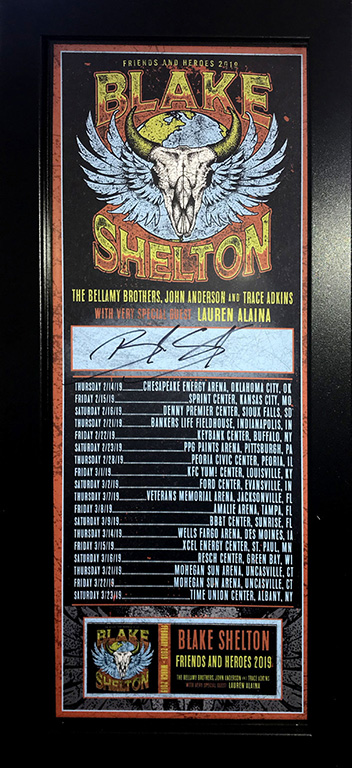 FRIENDS AND HEROES 2019
BLAKE
SHELTON
THE BELLAMY BROTHERS, JOHN ANDERSON AND TRACE ADKINS
WITH VERY SPECIAL GUEST LAUREN ALAINA
THURSDAY 2/14/19 CHESAPEAKE ENERGY ARENA, OKLAHOMA CITY, OK
FRIDAY 2/15/19 SPRINT CENTER, KANSAS CITY, MO
SATURDAY 2/16/19 DENNY PREMIER CENTER, SIOUX FALLS, SD
THURSDAY 2/21/19 BANKERS LIFE FIELDHOUSE, INDIANAPOLIS, IN
FRIDAY 2/22/19 KEYBANK CENTER, BUFFALO, NY
SATURDAY 2/23/19 PPG PAINTS ARENA, PITTSBURGH, PA
THURSDAY 2/28/19 PEORIA CIVIC CENTER, PEORIA, IL
FRIDAY 3/1/19 KFC YUM! CENTER, LOUISVILLE, KY
SATURDAY 3/2/19 FORD CENTER, EVANSVILLE, IN
THURSDAY 3/7/19 VETERANS MEMORIAL ARENA, JACKSONVILLE, FL
FRIDAY 3/8/19 AMALIE ARENA, TAMPA, FL
SATURDAY 3/9/19 BB&T CENTER, SUNRISE, FL
THURSDAY 3/14/19 WELLS FARGO ARENA, DES MOINES, IA
FRIDAY 3/15/19 XCEL ENERGY CENTER, ST. PAUL, MN
SATURDAY 3/16/19 RESCH CENTER, GREEN BAY, WI
THURSDAY 3/21/19 MOHEGAN SUN ARENA, UNCASVILLE, CT
FRIDAY 3/22/19 MOHEGAN SUN ARENA, UNCASVILLE, CT
SATURDAY 3/23/19 TIME UNION CENTER, ALBANY, NY
BLAKE
SHELTON
FEBRUARY 2019 - MARCH 2019
BLAKE SHELTON
FRIENDS AND HEROES 2019
THE BELLAMY BROTHERS, JOHN ANDERSON AND TRACE ADKINS
WITH VERY SPECIAL GUEST LAUREN ALAINA